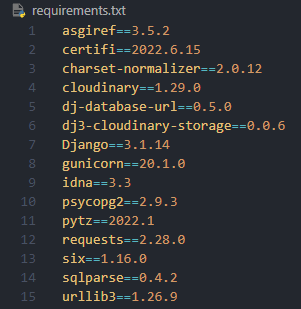 requirements.txt
1 asgiref==3.5.2
2 certifi==2022.6.15
3 charset-normalizer==2.0.12
4 cloudinary==1.29.0
5 dj-database-url==0.5.0
6 dj3-cloudinary-storage==0.0.6
7 Django==3.1.14
8 gunicorn==20.1.0
9 idna==3.3
10 psycopg2==2.9.3
11 pytz==2022.1
12 requests==2.28.0
13 six==1.16.0
14 sqlparse==0.4.2
15 urllib3==1.26.9